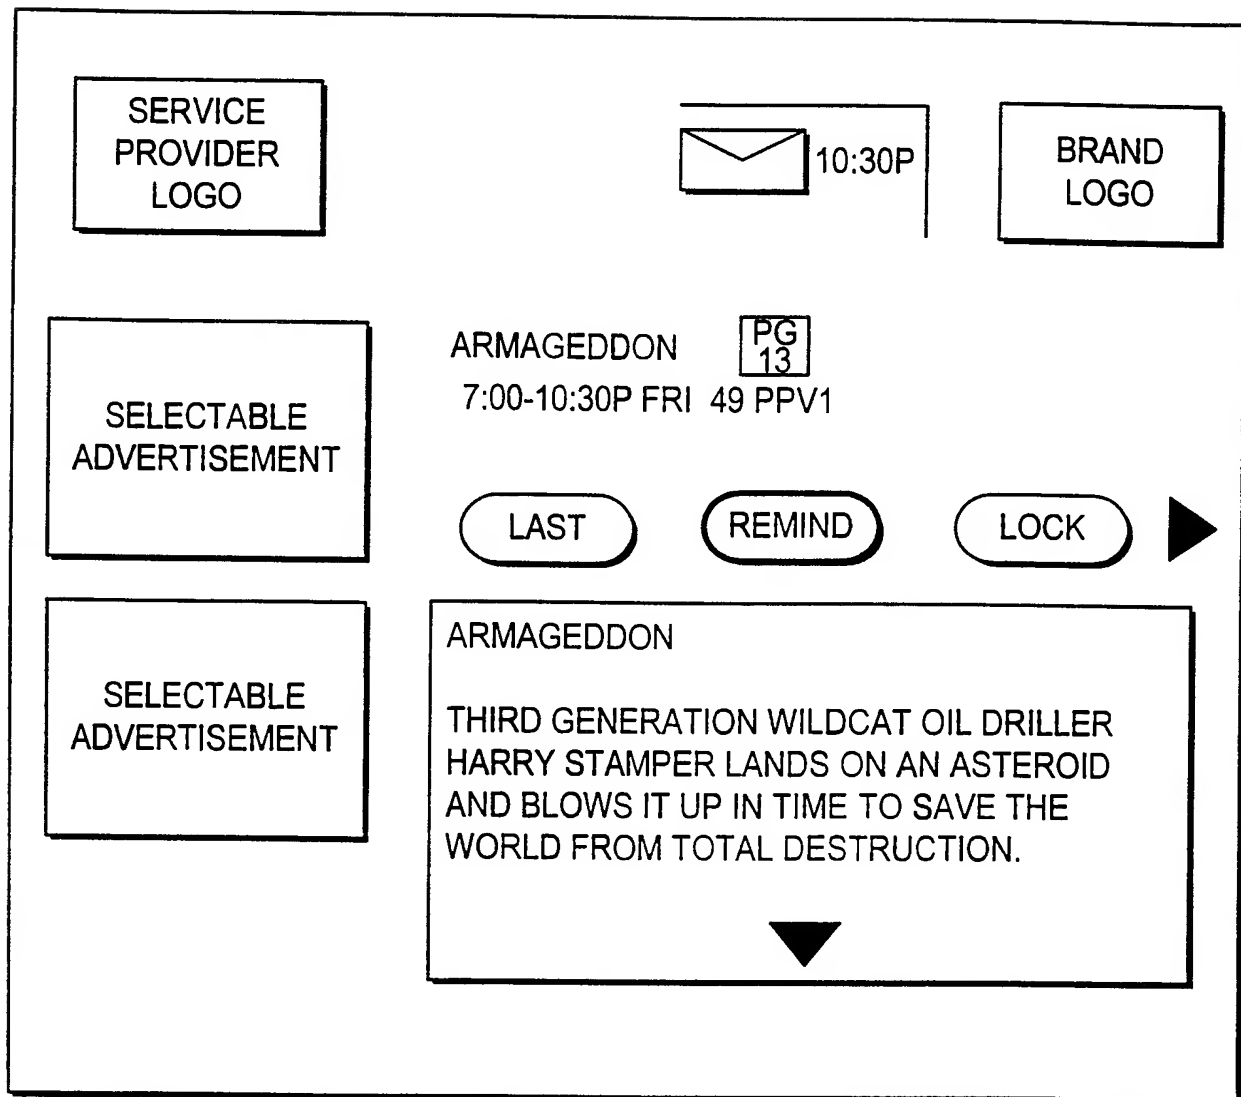 SERVICE
PROVIDER
LOGO
10:30P
BRAND
LOGO
SELECTABLE
ADVERTISEMENT
ARMAGEDDON
PG
13
7:00-10:30P FRI 49 PPV1
LAST
REMIND
LOCK
SELECTABLE
ADVERTISEMENT
ARMAGEDDON
THIRD GENERATION WILDCAT OIL DRILLER
HARRY STAMPER LANDS ON AN ASTEROID
AND BLOWS IT UP IN TIME TO SAVE THE
WORLD FROM TOTAL DESTRUCTION.